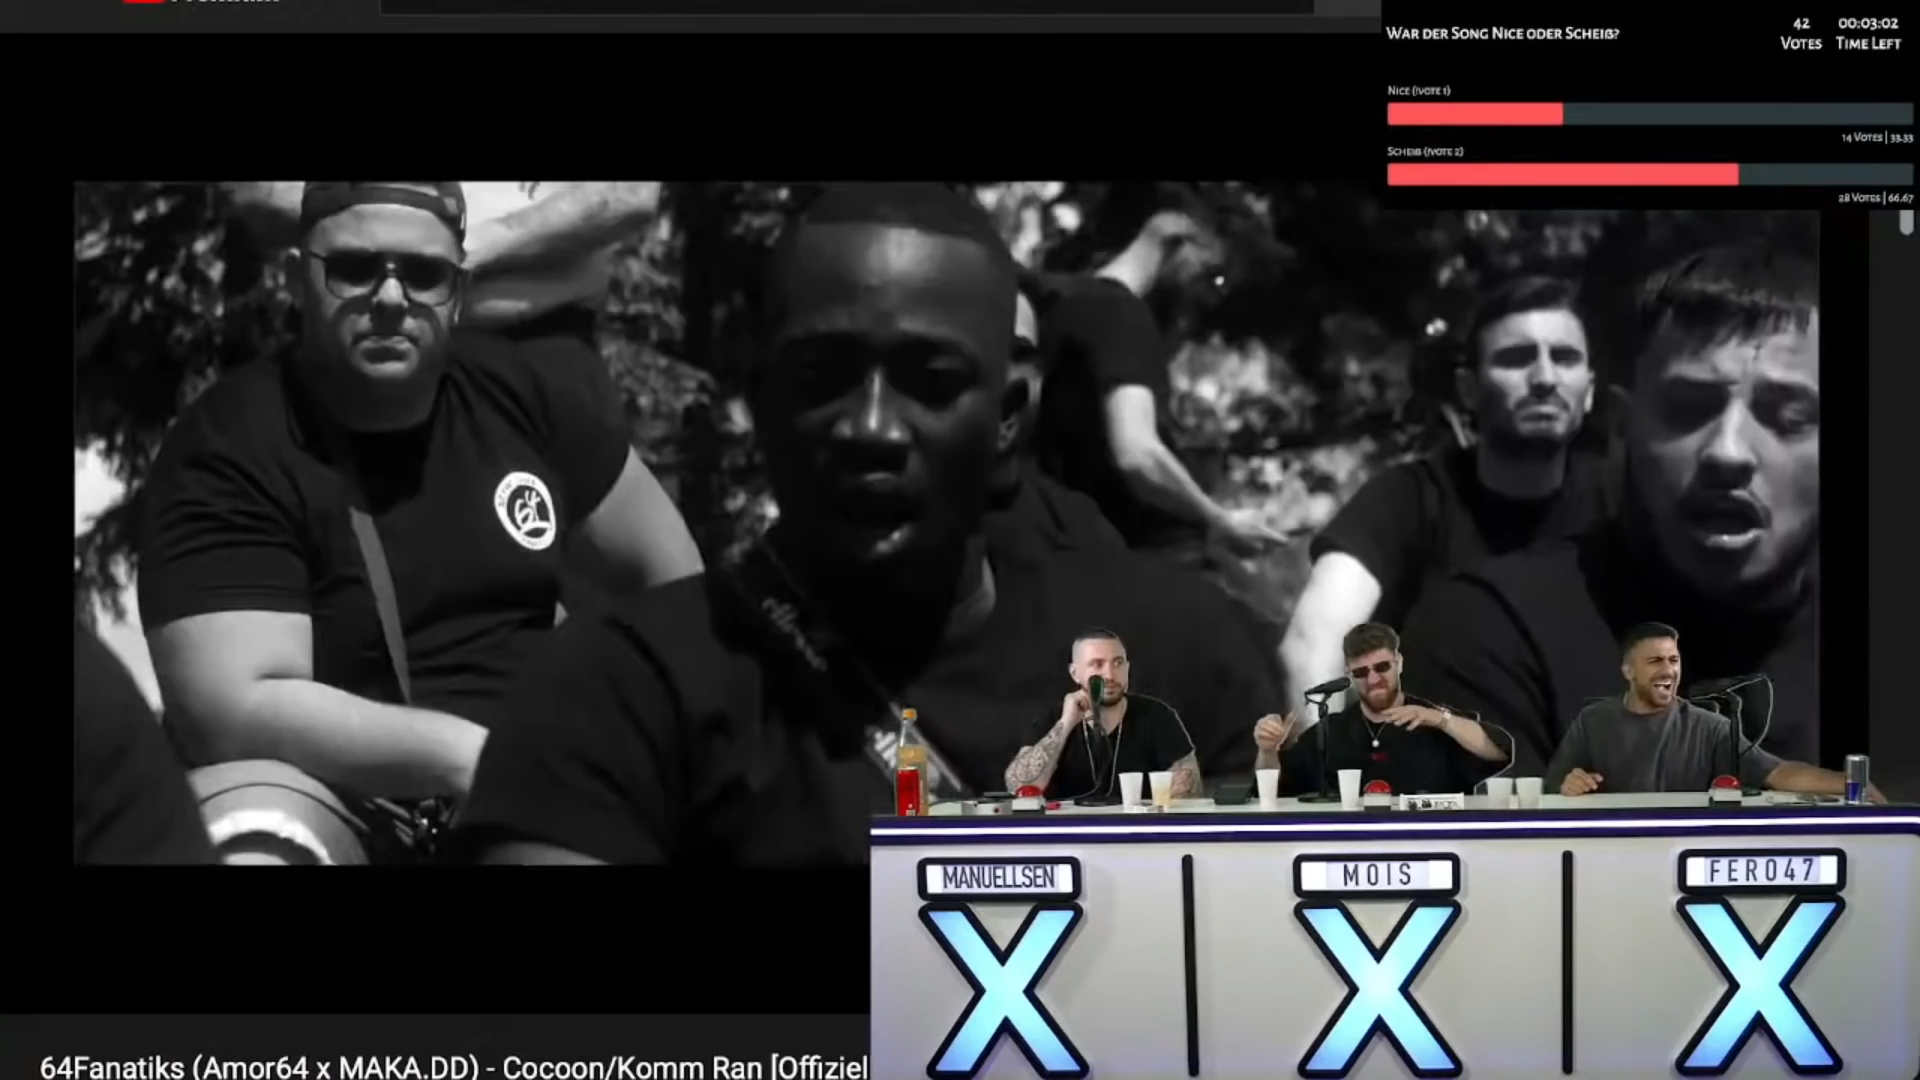 WAR DER SONG NICE ODER SCHEIß?
42
VOTES
00:03:02
TIME LEFT
NICE (!VOTE 1)
14 VOTES | 33.33
SCHEIß (!VOTE 2)
28 VOTES | 66.67
64
MANUELLSEN
MOIS
FERO47
X
X
X
64Fanatiks (Amor64 x MAKA.DD) - Cocoon/Komm Ran [Offiziel